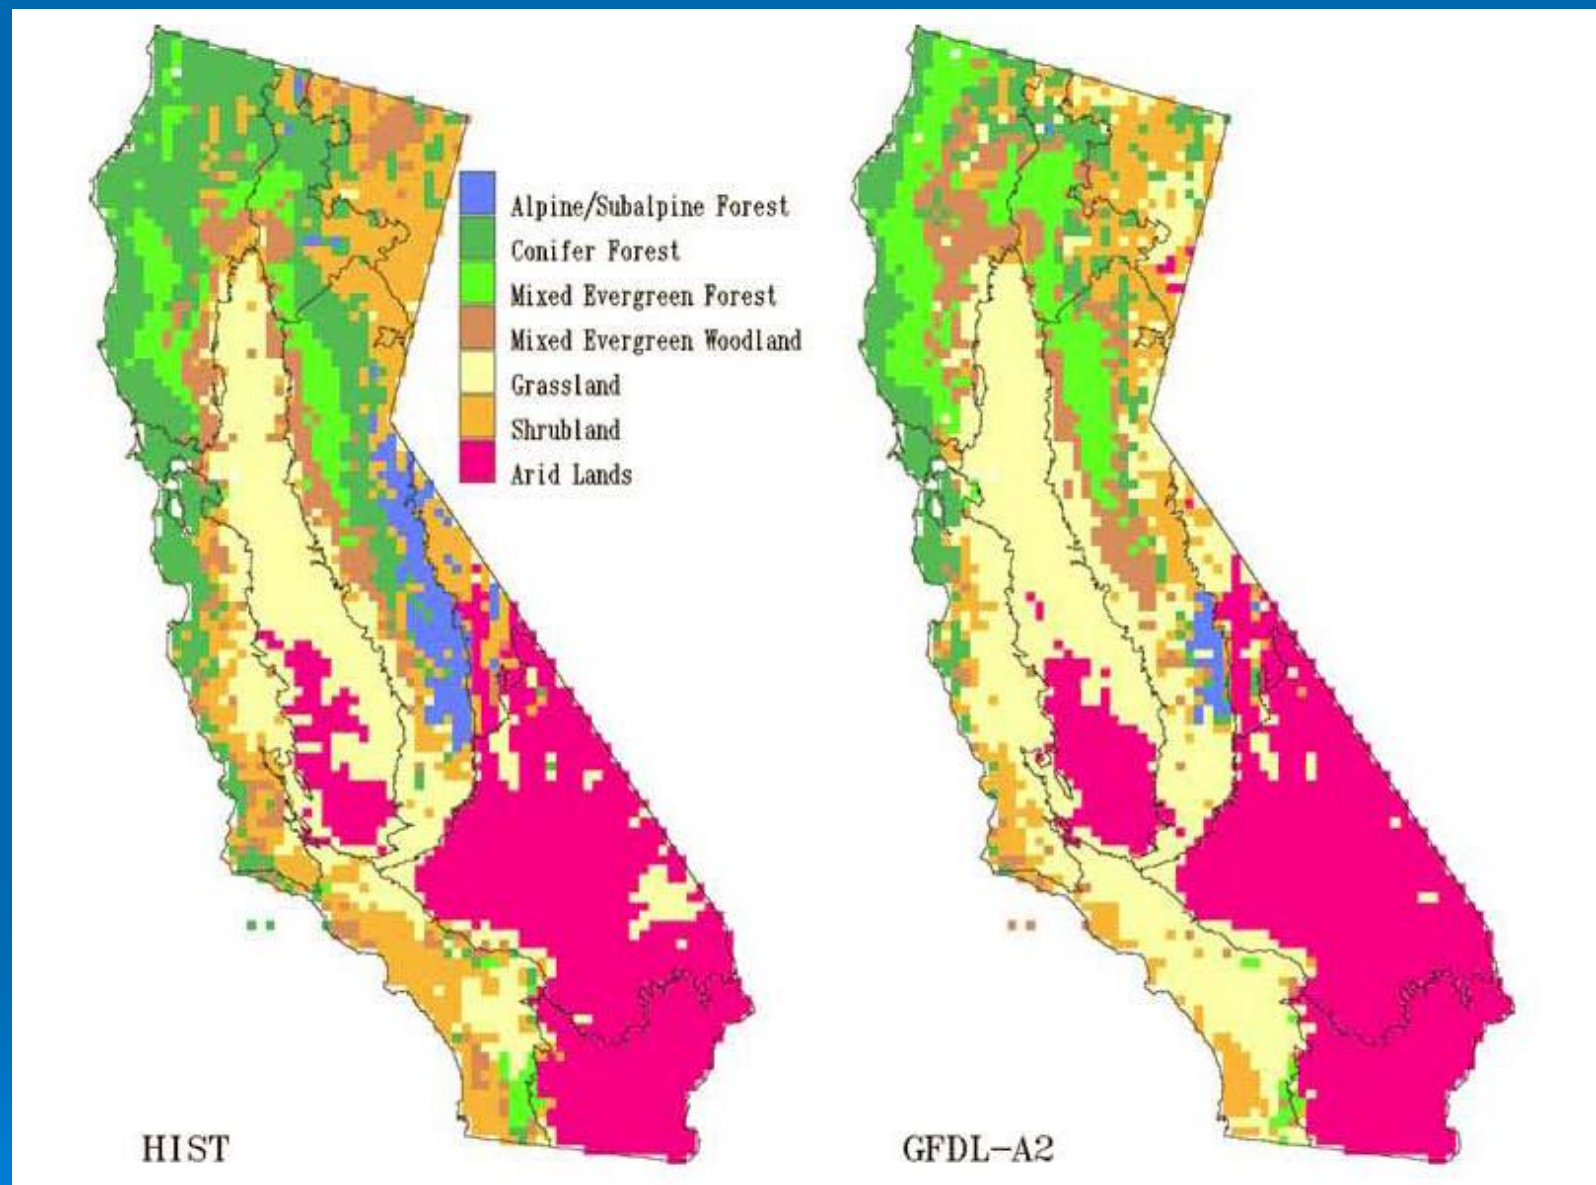 Alpine/Subalpine Forest
Conifer Forest
Mixed Evergreen Forest
Mixed Evergreen Woodland
Grassland
Shrubland
Arid Lands
HIST
GFDL-A2